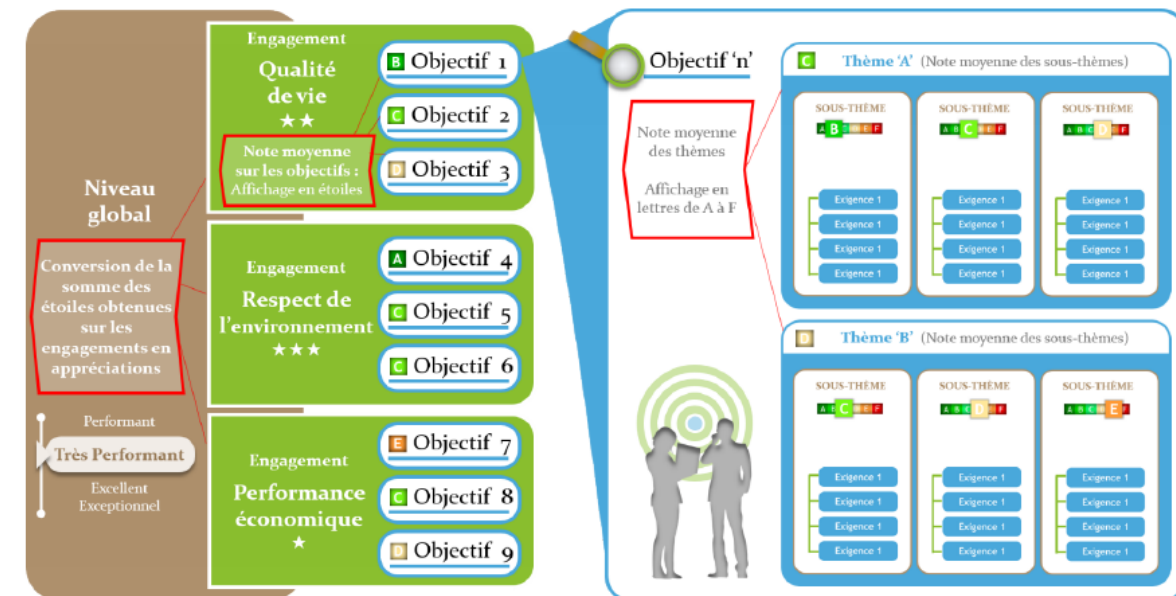 Niveau
global
Conversion de la
somme des
étoiles obtenues
sur les
engagements en
appréciations
Performant
Très Performant
Excellent
Exceptionnel
Engagement
Qualité
de vie
★★
Note moyenne
sur les objectifs :
Affichage en étoiles
B Objectif 1
C Objectif 2
D Objectif 3
Engagement
Respect de
l'environnement
★★★
A Objectif 4
C Objectif 5
C Objectif 6
Engagement
Performance
économique
★
E Objectif 7
C Objectif 8
D Objectif 9
Objectif 'n'
Note moyenne
des thèmes
Affichage en
lettres de A à F
C Thème 'A' (Note moyenne des sous-thèmes)
SOUS-THÈME
A B E F
Exigence 1
Exigence 1
Exigence 1
Exigence 1
SOUS-THÈME
A B C E F
Exigence 1
Exigence 1
Exigence 1
Exigence 1
SOUS-THÈME
A B C D F
Exigence 1
Exigence 1
Exigence 1
Exigence 1
D Thème 'B' (Note moyenne des sous-thèmes)
SOUS-THÈME
A B C E F
Exigence 1
Exigence 1
Exigence 1
Exigence 1
SOUS-THÈME
A B C D E F
Exigence 1
Exigence 1
Exigence 1
Exigence 1
SOUS-THÈME
A B C D E F
Exigence 1
Exigence 1
Exigence 1
Exigence 1